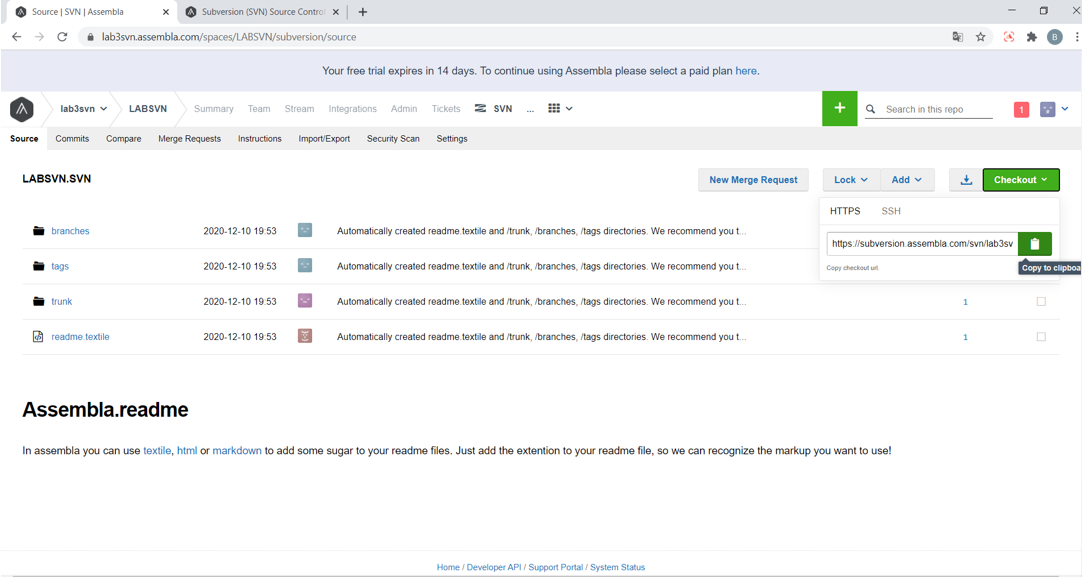 Source | SVN | Assembla
Subversion (SVN) Source Contro
lab3svn.assembla.com/spaces/LABSVN/subversion/source
B
Your free trial expires in 14 days. To continue using Assembla please select a paid plan here.
lab3svn LABSVN Summary Team Stream Integrations Admin Tickets SVN ... + Search in this repo 1
Source Commits Compare Merge Requests Instructions Import/Export Security Scan Settings
LABSVN.SVN New Merge Request Lock Add Checkout
HTTPS SSH
branches 2020-12-10 19:53 Automatically created readme.textile and /trunk, /branches, /tags directories. We recommend you t...
https://subversion.assembla.com/svn/lab3sv
tags 2020-12-10 19:53 Automatically created readme.textile and /trunk, /branches, /tags directories. We recommend you t...
Copy checkout url. Copy to clipboa
trunk 2020-12-10 19:53 Automatically created readme.textile and /trunk, /branches, /tags directories. We recommend you t... 1
readme.textile 2020-12-10 19:53 Automatically created readme.textile and /trunk, /branches, /tags directories. We recommend you t... 1
Assembla.readme
In assembla you can use textile, html or markdown to add some sugar to your readme files. Just add the extention to your readme file, so we can recognize the markup you want to use!
Home / Developer API / Support Portal / System Status